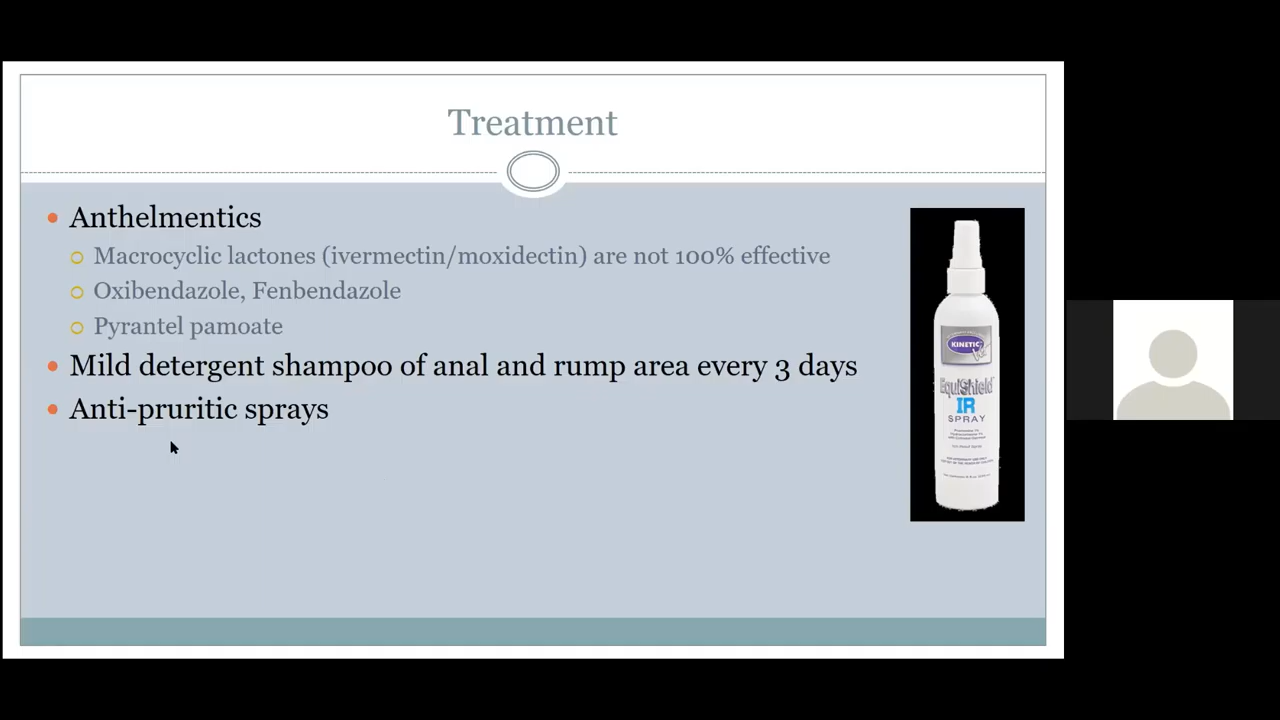 Treatment
Anthelmentics
Macrocyclic lactones (ivermectin/moxidectin) are not 100% effective
Oxibendazole, Fenbendazole
Pyrantel pamoate
Mild detergent shampoo of anal and rump area every 3 days
Anti-pruritic sprays
KINETIC
Vet
EquiShield
IR
SPRAY